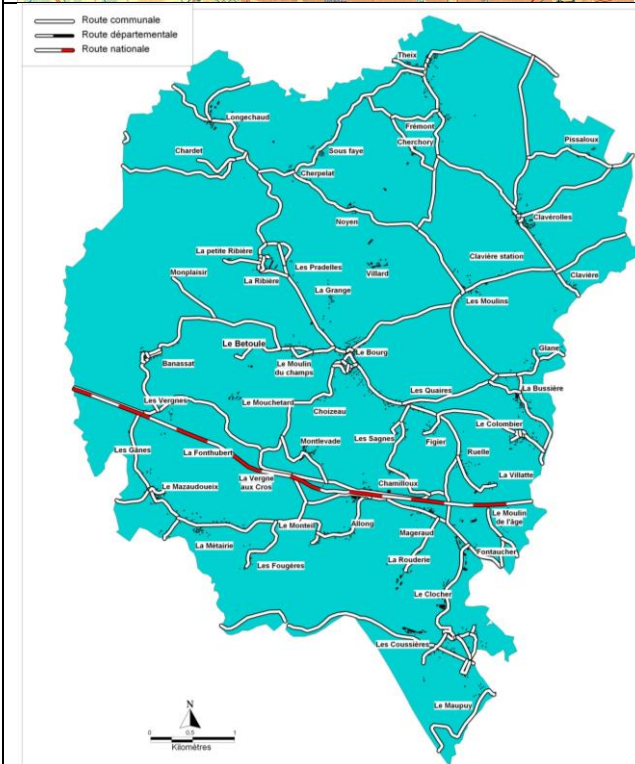 Route communale
Route départementale
Route nationale
Theix
Longechaud
Frémont
Cherchory
Pissaloux
Chardet
Sous faye
Cherpelat
Noyen
Clavérolles
La petite Ribière
Les Pradelles
Clavière station
Monplaisir
Villard
Clavière
La Ribière
La Grange
Les Moulins
Le Betoule
Le Bourg
Glane
Banassat
Le Moulin
du champs
Les Quaires
La Bussière
Les Vergnes
Le Mouchetard
Choizeau
Le Colombier
Les Sagnes
Figier
Les Gânes
La Fonthubert
Montlevade
Ruelle
La Vergne
aux Cros
Chamilloux
La Villatte
Le Mazaudoueix
Le Monteil
Allong
Mageraud
Le Moulin
de l'âge
La Métairie
Les Fougères
La Rouderie
Fontaucher
Le Clocher
Les Coussières
Le Maupuy
N
0 0.5 1
Kilomètres